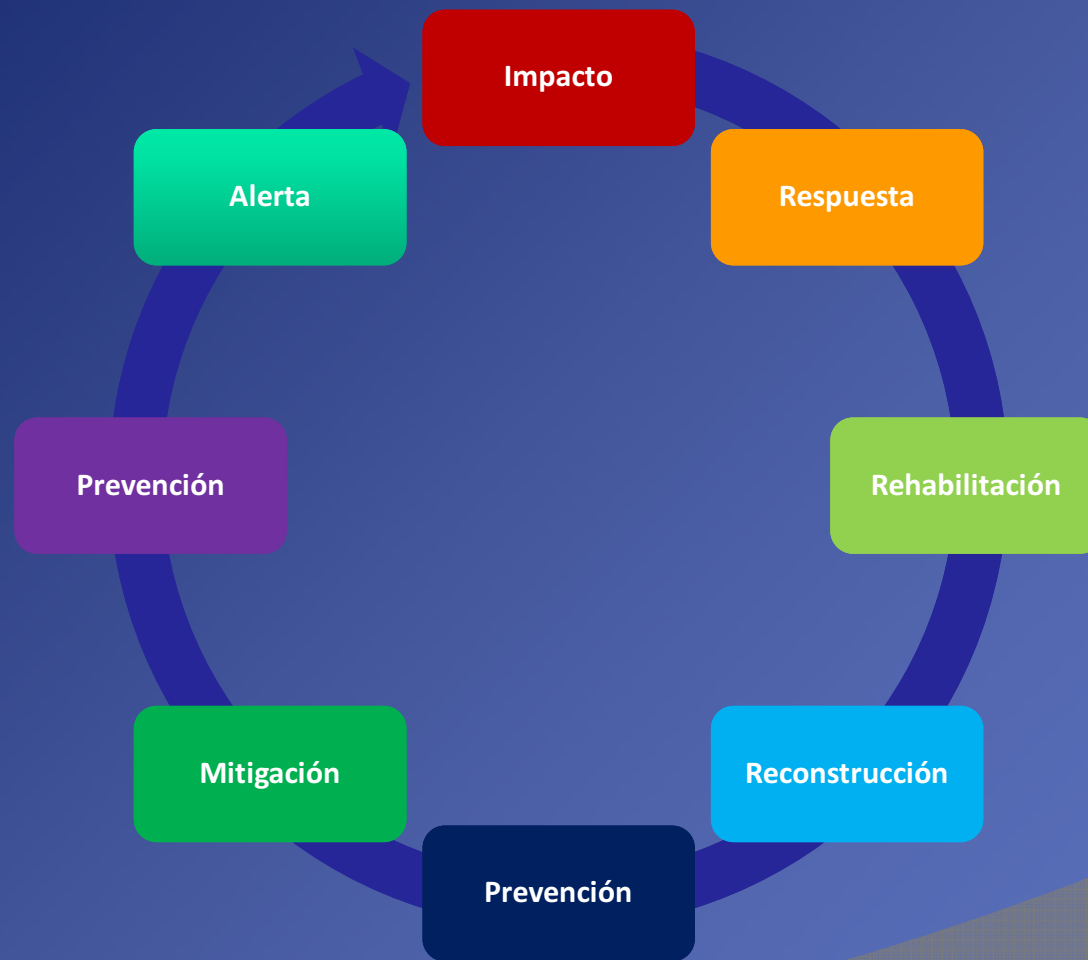 Impacto
Respuesta
Rehabilitación
Reconstrucción
Prevención
Mitigación
Prevención
Alerta